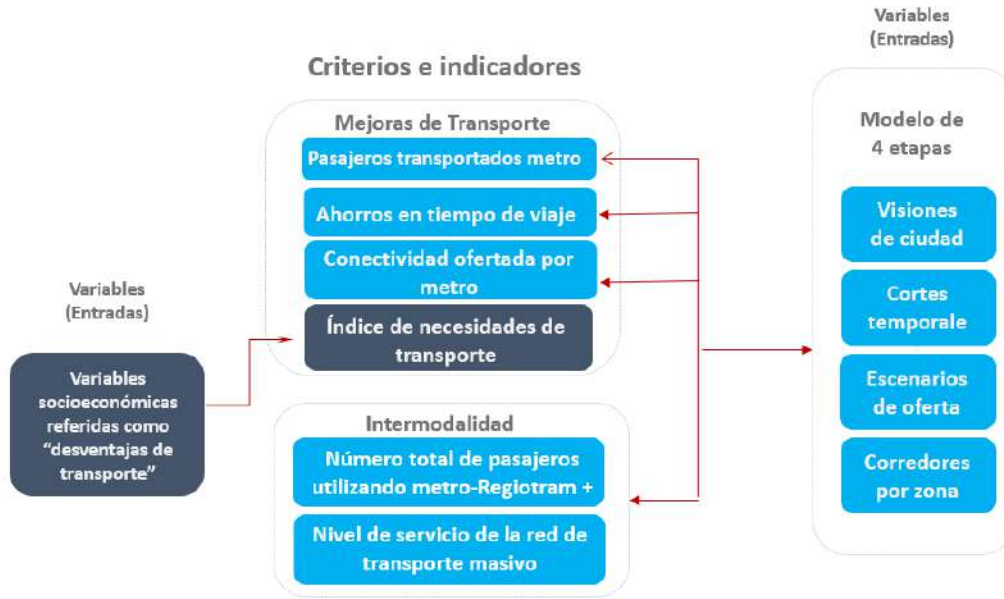 Variables
(Entradas)
Criterios e indicadores
Mejoras de Transporte
Pasajeros transportados metro
Ahorros en tiempo de viaje
Conectividad ofertada por
metro
Índice de necesidades de
transporte
Variables
(Entradas)
Variables
socioeconómicas
referidas como
“desventajas de
transporte”
Intermodalidad
Número total de pasajeros
utilizando metro-Regiotram +
Nivel de servicio de la red de
transporte masivo
Modelo de
4 etapas
Visiones
de ciudad
Cortes
temporale
Escenarios
de oferta
Corredores
por zona